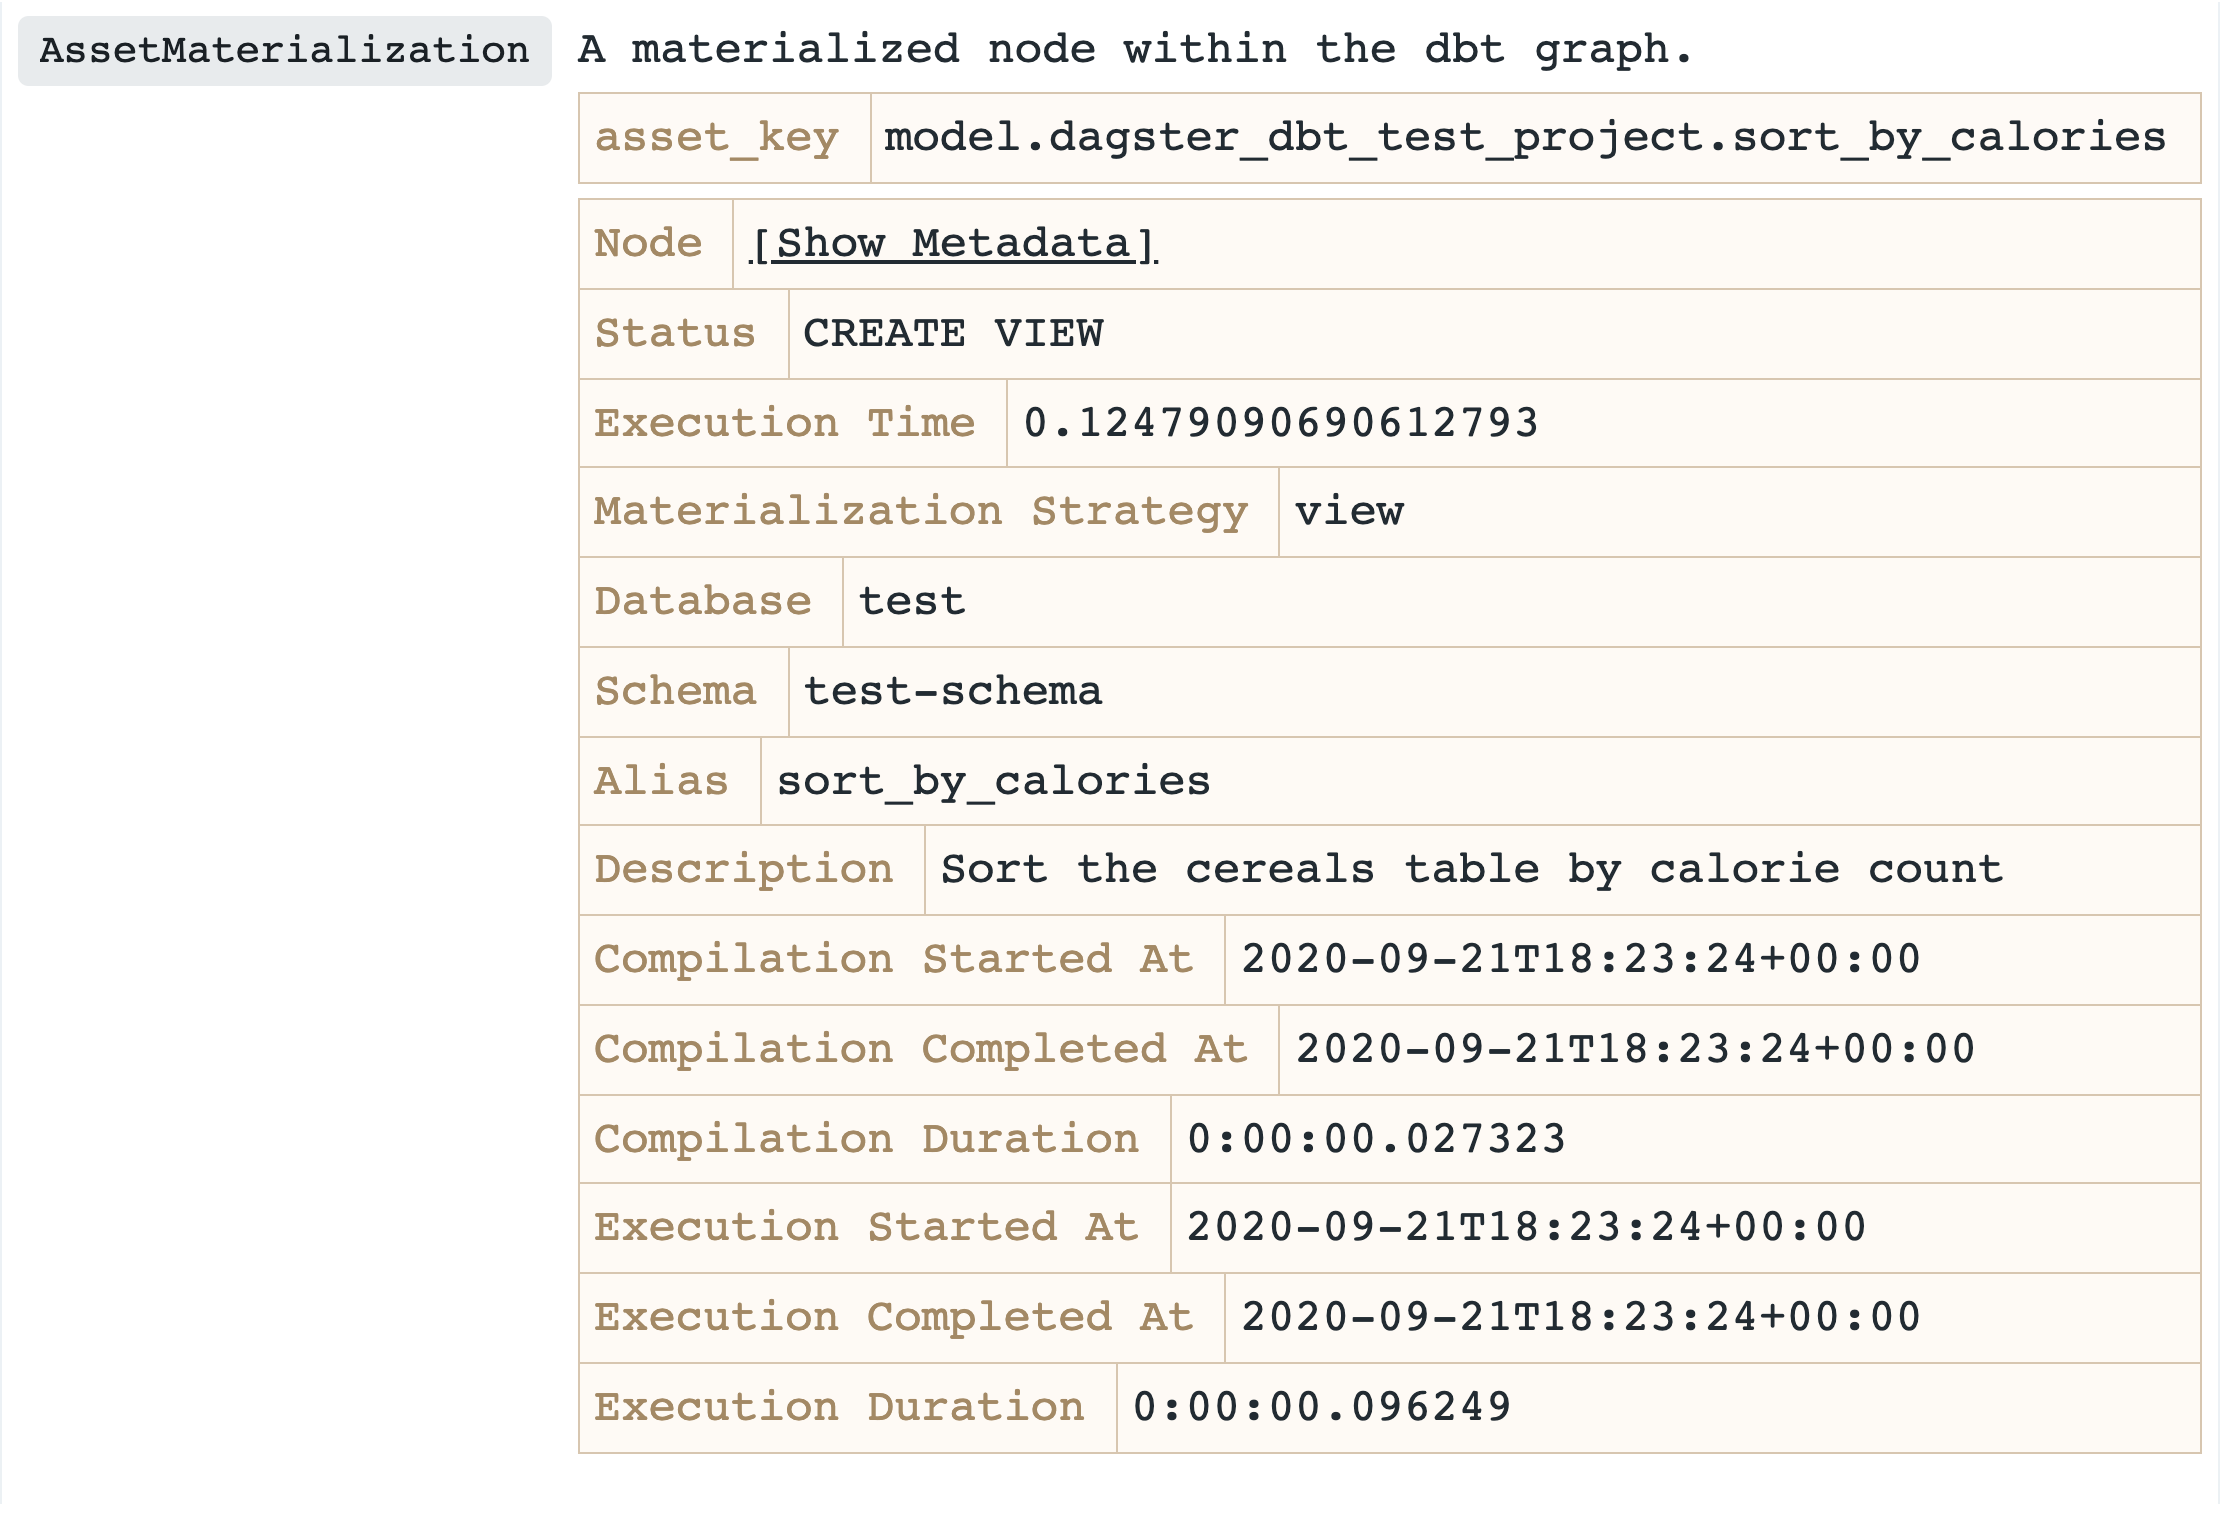 AssetMaterialization A materialized node within the dbt graph.
asset_key model.dagster_dbt_test_project.sort_by_calories
Node [Show Metadata]
Status CREATE VIEW
Execution Time 0.12479090690612793
Materialization Strategy view
Database test
Schema test-schema
Alias sort_by_calories
Description Sort the cereals table by calorie count
Compilation Started At 2020-09-21T18:23:24+00:00
Compilation Completed At 2020-09-21T18:23:24+00:00
Compilation Duration 0:00:00.027323
Execution Started At 2020-09-21T18:23:24+00:00
Execution Completed At 2020-09-21T18:23:24+00:00
Execution Duration 0:00:00.096249